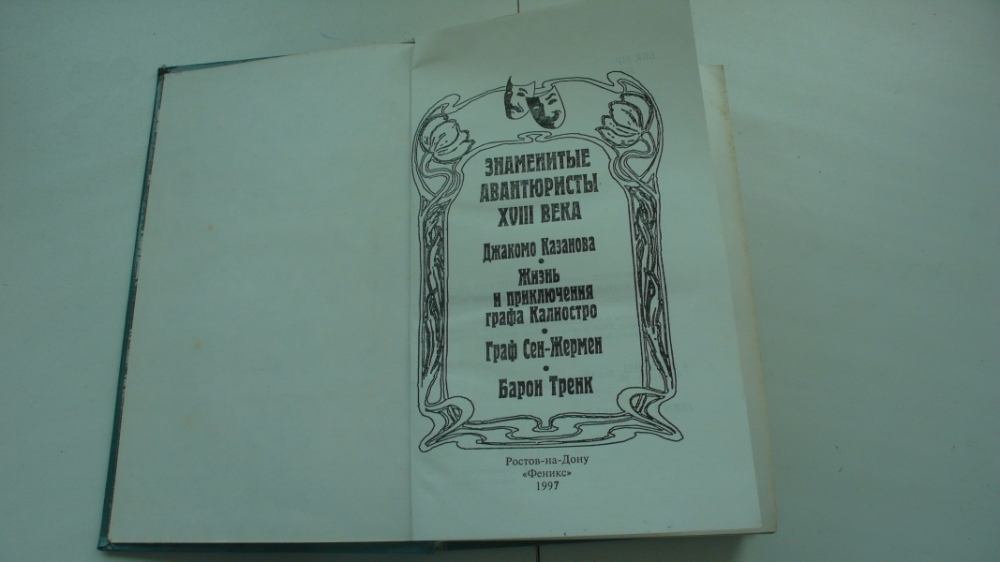 ЗНАМЕНИТЫЕ
АВАНТЮРИСТЫ
XVIII ВЕКА
Джакомо Казанова
•
Жизнь
и приключения
графа Калиостро
•
Граф Сен-Жермен
•
Барон Тренк
Ростов-на-Дону
«Феникс»
1997